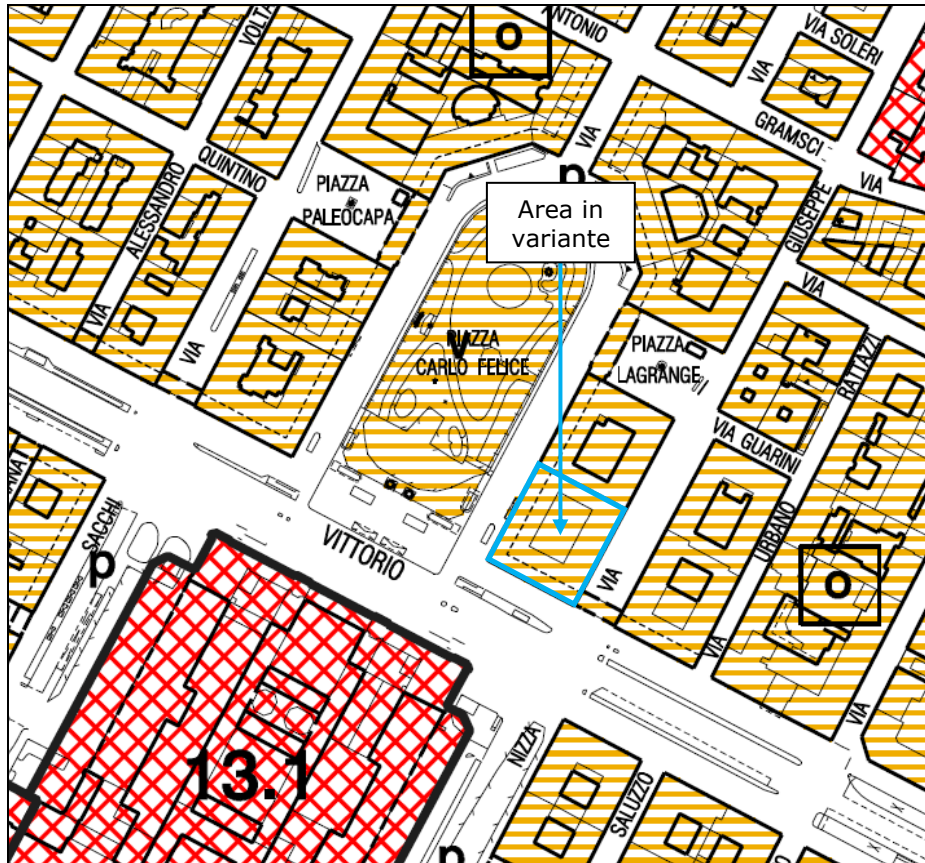 VOLTA
ANTONIO
O
VIA SOLERI
VIA
VIA
GRAMSCI
QUINTINO
ALESSANDRO
PIAZZA
PALEOCAPA
p
Area in
variante
GIUSEPPE
VIA
VIA
VIA
VIA
PIAZZA
V
CARLO FELICE
PIAZZA
LAGRANGE
RATTAZZI
VIA GUARINI
SACCHI
p
VITTORIO
VIA
URBANO
O
VIA
VIA
13.1
NIZZA
SALUZZO
p